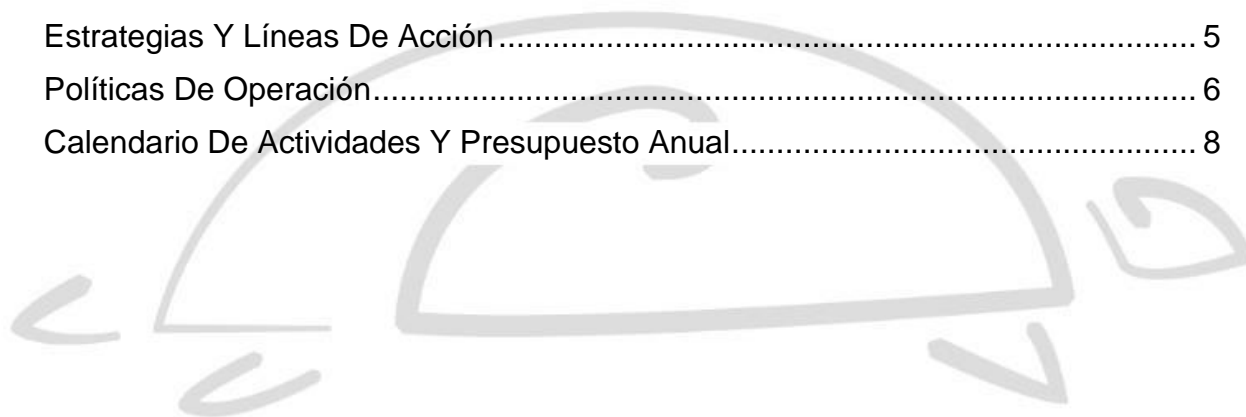 Estrategias Y Líneas De Acción.................................................................................... 5
Políticas De Operación................................................................................................... 6
Calendario De Actividades Y Presupuesto Anual........................................................ 8